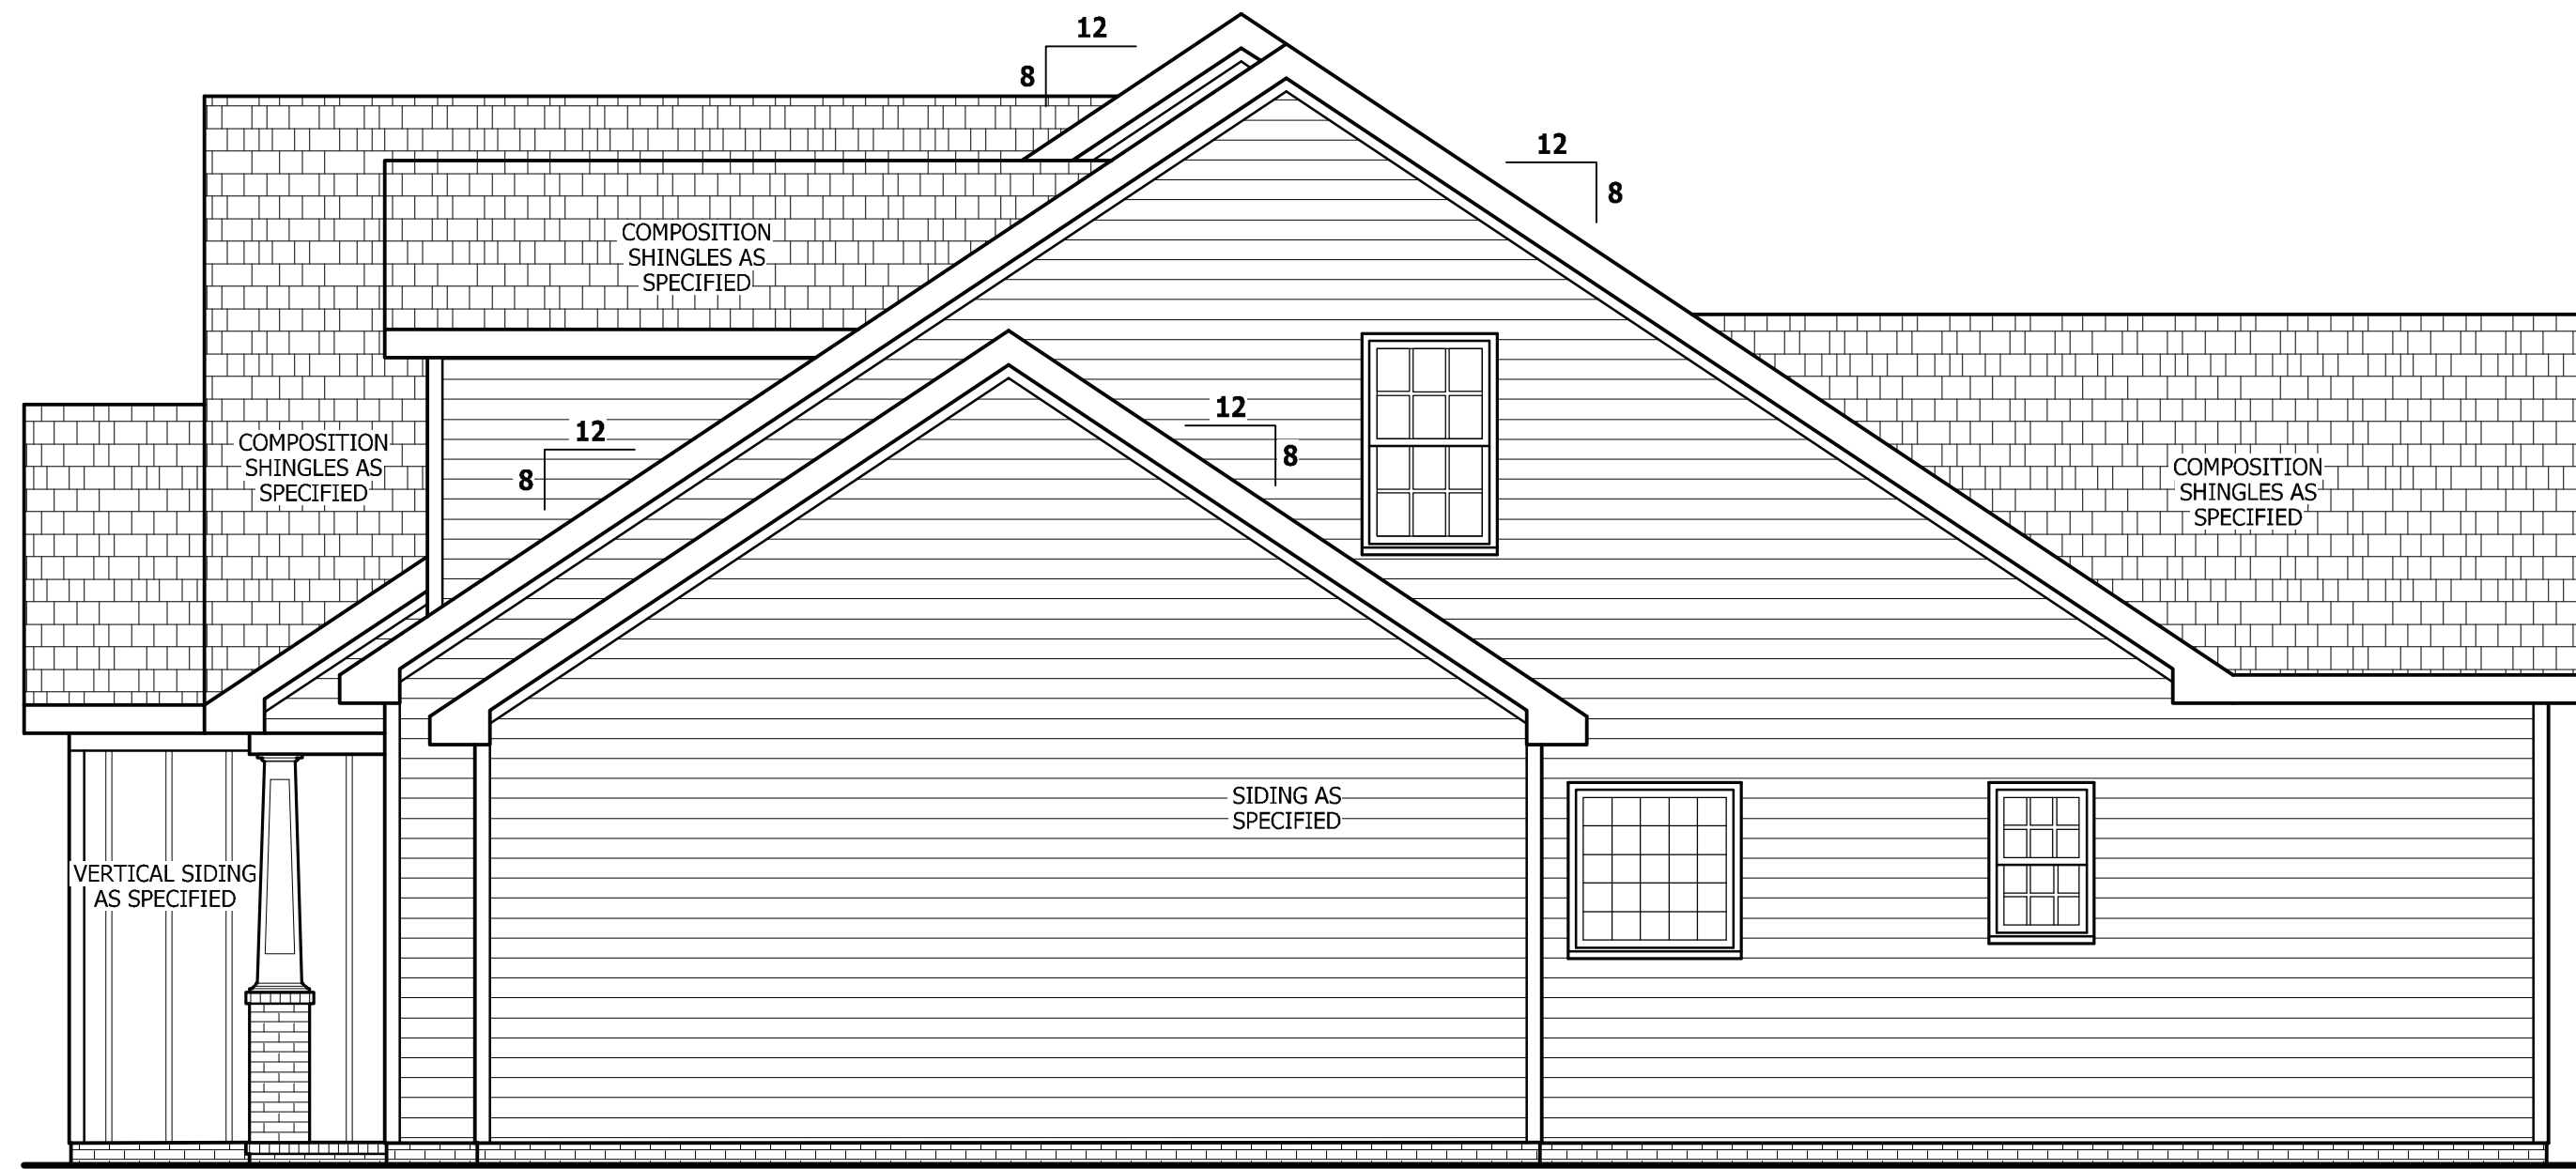 12
8
12
8
COMPOSITION
SHINGLES AS
SPECIFIED
12
8
12
8
COMPOSITION
SHINGLES AS
SPECIFIED
COMPOSITION
SHINGLES AS
SPECIFIED
SIDING AS
SPECIFIED
VERTICAL SIDING
AS SPECIFIED